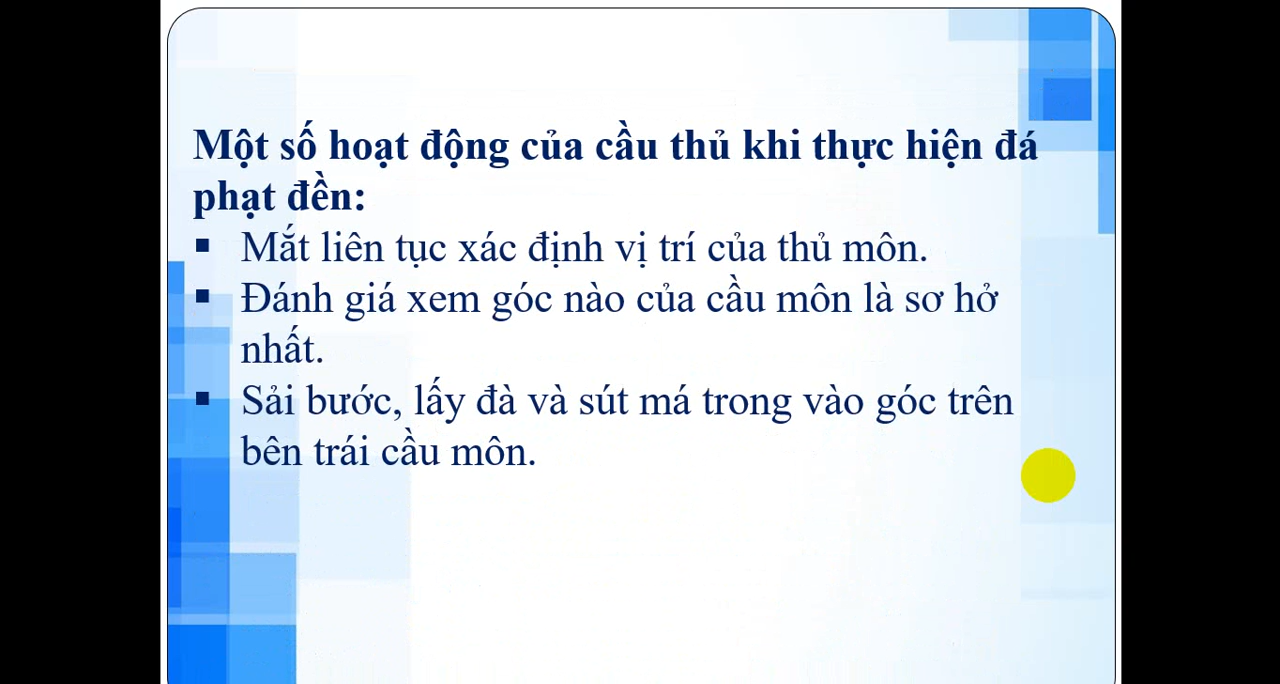 Một số hoạt động của cầu thủ khi thực hiện đá
phạt đền:
▪ Mắt liên tục xác định vị trí của thủ môn.
▪ Đánh giá xem góc nào của cầu môn là sơ hở
nhất.
▪ Sải bước, lấy đà và sút má trong vào góc trên
bên trái cầu môn.